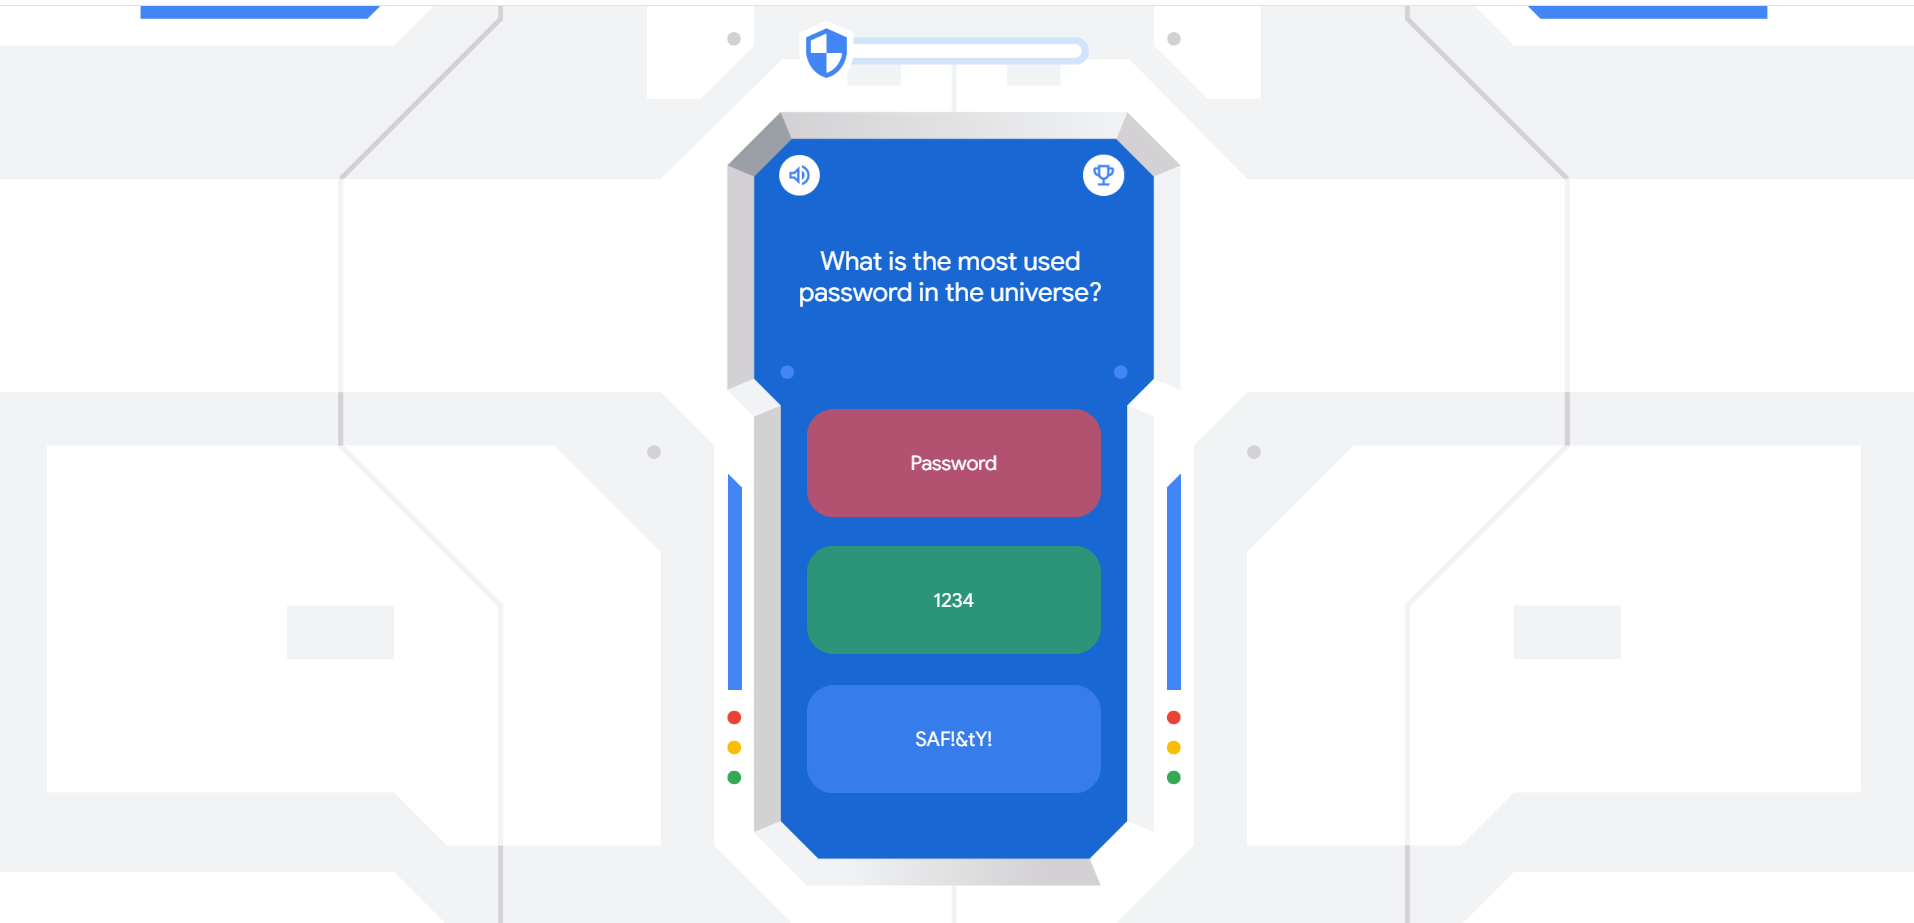 What is the most used
password in the universe?
Password
1234
SAF!&tY!